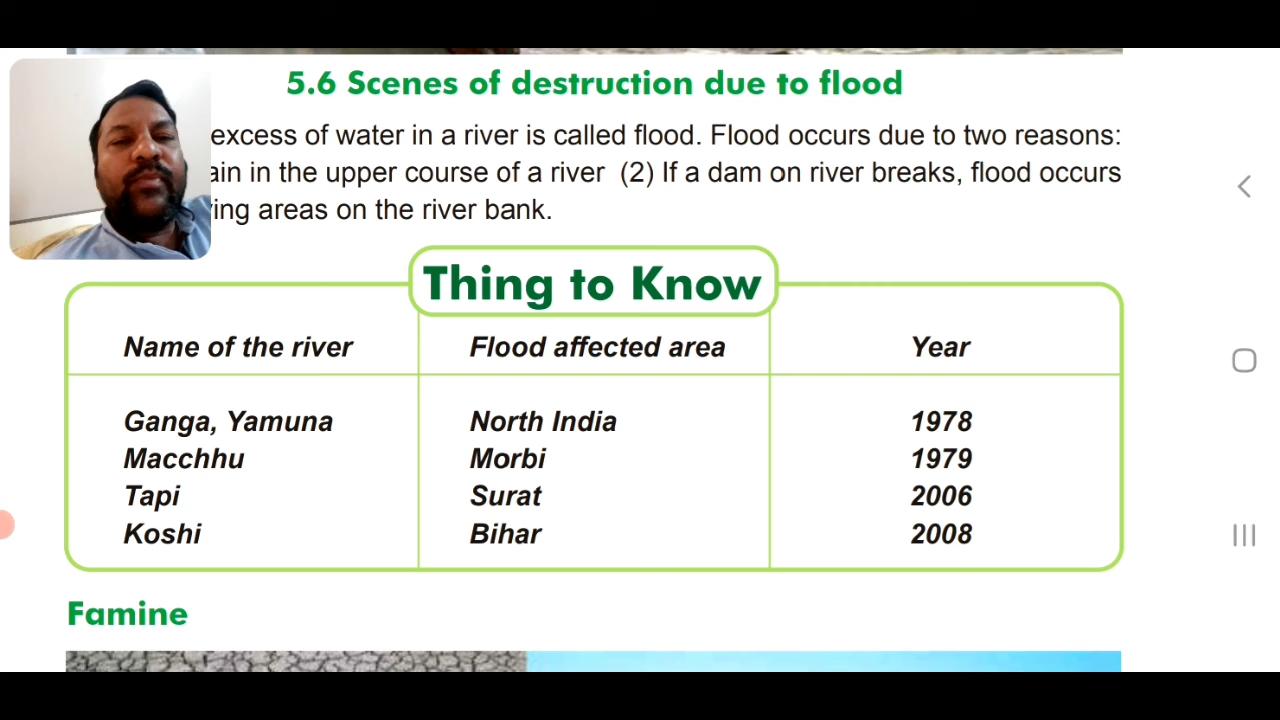 5.6 Scenes of destruction due to flood
excess of water in a river is called flood. Flood occurs due to two reasons:
in the upper course of a river (2) If a dam on river breaks, flood occurs
areas on the river bank.
Thing to Know
Name of the river Flood affected area Year
Ganga, Yamuna North India 1978
Macchhu Morbi 1979
Tapi Surat 2006
Koshi Bihar 2008
Famine